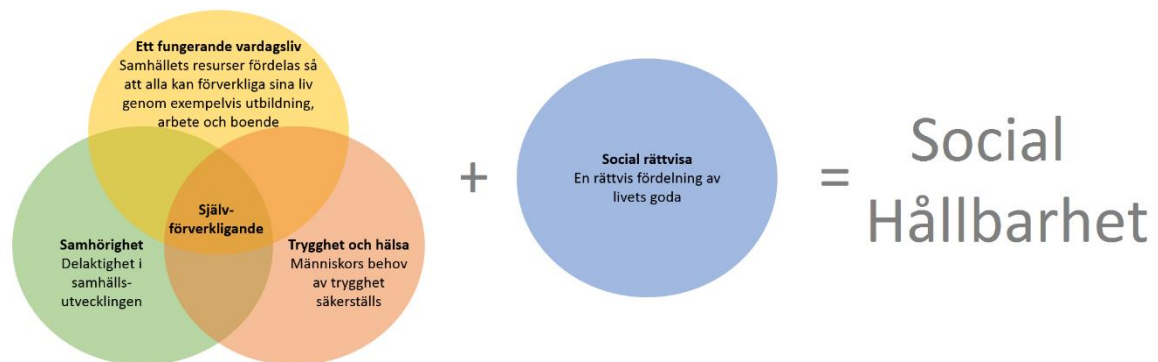 Ett fungerande vardagsliv
Samhällets resurser fördelas så
att alla kan förverkliga sina liv
genom exempelvis utbildning,
arbete och boende
Själv-
förverkligande
Samhörighet
Delaktighet i
samhälls-
utvecklingen
Trygghet och hälsa
Människors behov
av trygghet
säkerställs
+
Social rättvisa
En rättvis fördelning av
livets goda
=
Social
Hållbarhet